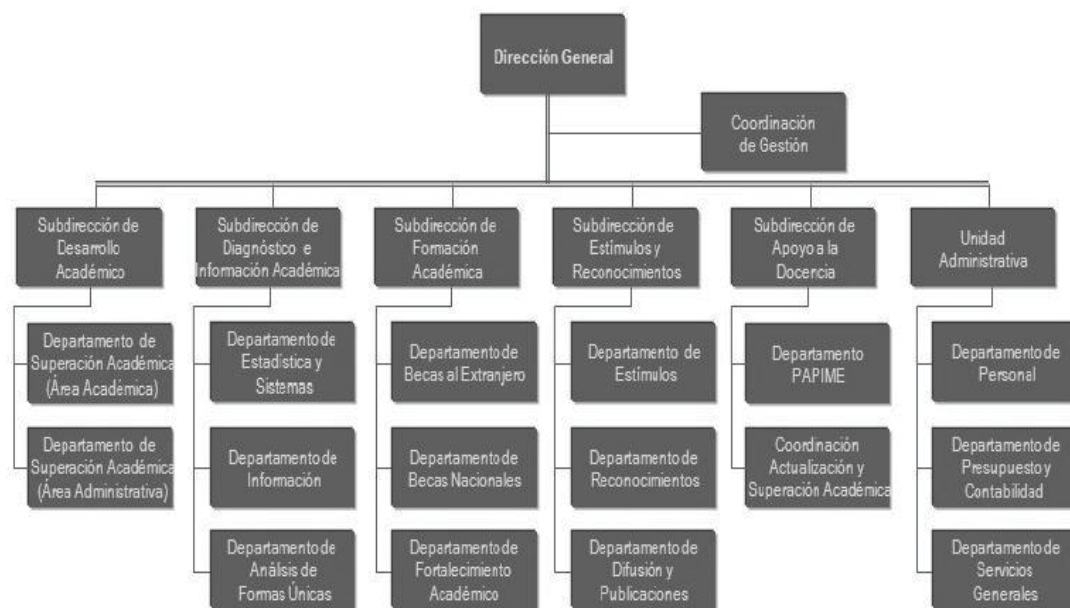 Dirección General
Coordinación
de Gestión
Subdirección de
Desarrollo
Académico
Subdirección de
Diagnóstico e
Información Académica
Subdirección de
Formación
Académica
Subdirección de
Estímulos y
Reconocimientos
Subdirección de
Apoyo a la
Docencia
Unidad
Administrativa
Departamento de
Superación Académica
(Área Académica)
Departamento de
Estadística y
Sistemas
Departamento de
Becas al Extranjero
Departamento de
Estímulos
Departamento
PAPIME
Departamento de
Personal
Departamento de
Superación Académica
(Área Administrativa)
Departamento de
Información
Departamento de
Becas Nacionales
Departamento de
Reconocimientos
Coordinación
Actualización y
Superación Académica
Departamento de
Presupuesto y
Contabilidad
Departamento de
Análisis de
Formas Únicas
Departamento de
Fortalecimiento
Académico
Departamento de
Difusión y
Publicaciones
Departamento de
Servicios
Generales